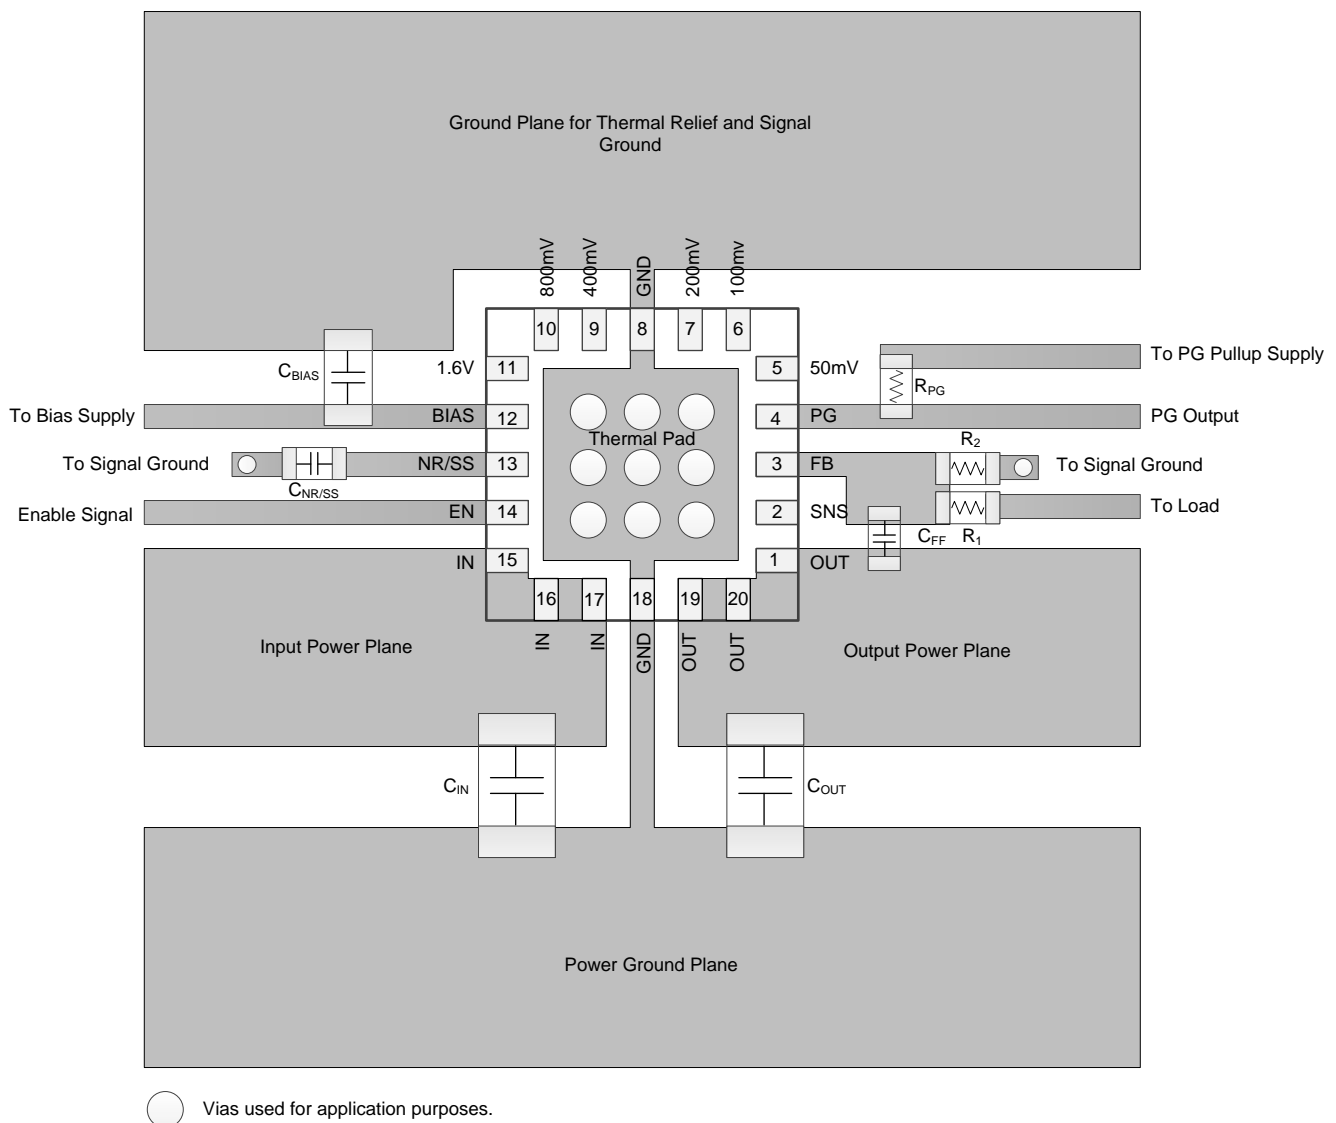 Ground Plane for Thermal Relief and Signal
Ground
800mV
400mV
GND
200mV
100mv
10
9
8
7
6
C_BIAS
1.6V
11
5
50mV
To PG Pullup Supply
R_PG
To Bias Supply
BIAS
12
4
PG
PG Output
Thermal Pad
To Signal Ground
NR/SS
13
3
FB
R_2
To Signal Ground
C_NR/SS
Enable Signal
EN
14
2
SNS
To Load
C_FF
R_1
IN
15
1
OUT
16
17
18
19
20
IN
IN
GND
OUT
OUT
Input Power Plane
Output Power Plane
C_IN
C_OUT
Power Ground Plane
Vias used for application purposes.